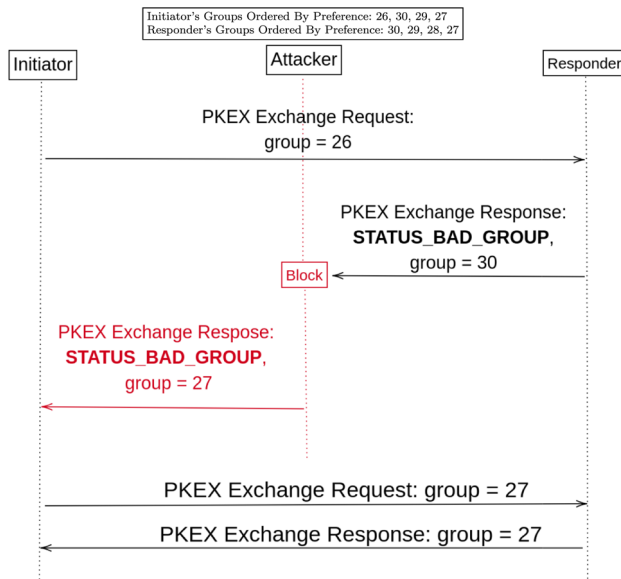 Initiator's Groups Ordered By Preference: 26, 30, 29, 27
Responder's Groups Ordered By Preference: 30, 29, 28, 27
Initiator
Attacker
Responder
PKEX Exchange Request:
group = 26
PKEX Exchange Response:
STATUS_BAD_GROUP,
group = 30
Block
PKEX Exchange Respose:
STATUS_BAD_GROUP,
group = 27
PKEX Exchange Request: group = 27
PKEX Exchange Response: group = 27